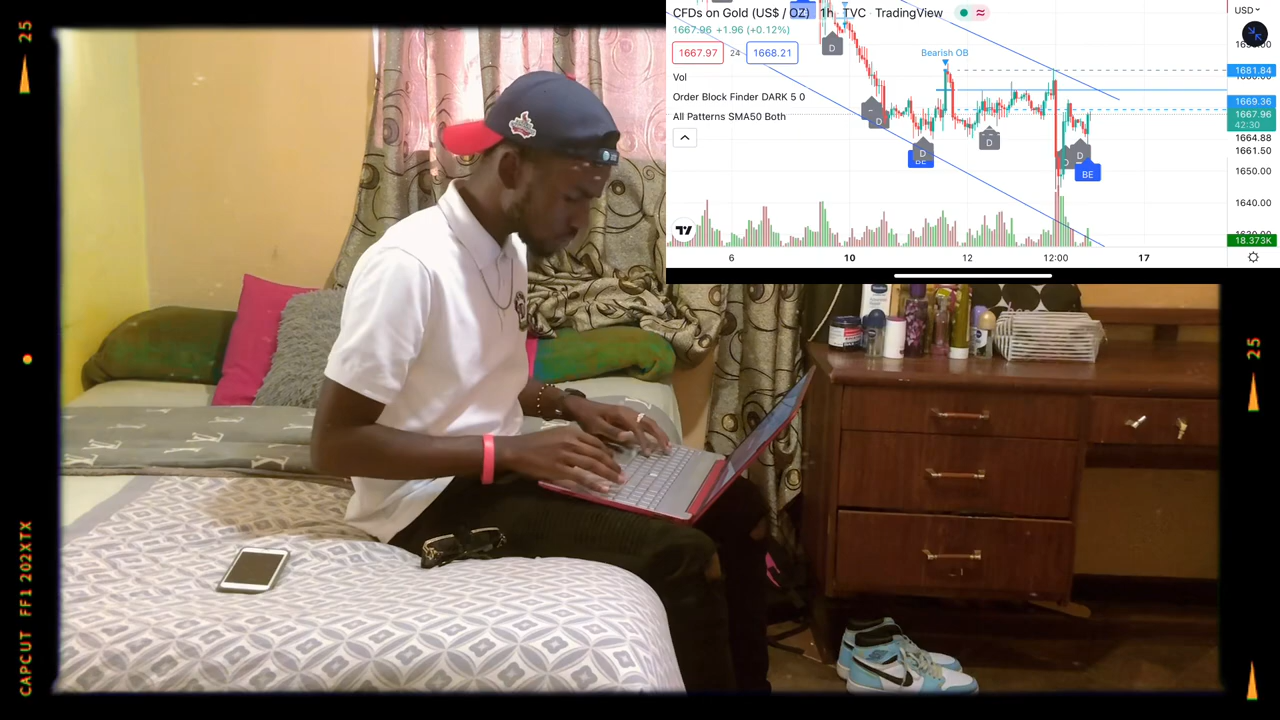 25
CAPCUT FF1 202XTX
25
CFDs on Gold (US$ / OZ) 1h TVC TradingView
1667.96 +1.96 (+0.12%)
1667.97 24 1668.21
Vol
Order Block Finder DARK 5 0
All Patterns SMA50 Both
Bearish OB
D
D
D
BE
D
D
D
BE
USD
1681.84
1669.36
1667.96
42:30
1664.88
1661.50
1650.00
1640.00
18.373K
6 10 12 12:00 17